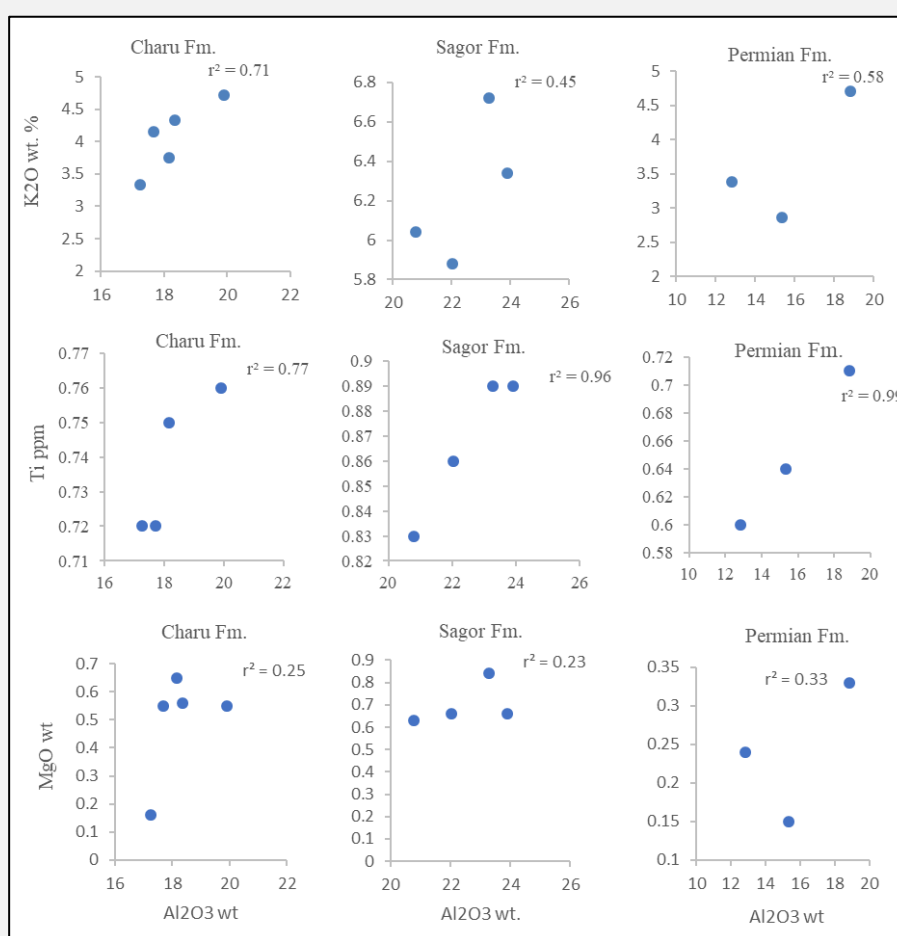 Charu Fm.
r² = 0.71
K2O wt. %
5
4.5
4
3.5
3
2.5
2
16 18 20 22
Sagor Fm.
r² = 0.45
6.8
6.6
6.4
6.2
6
5.8
20 22 24 26
Permian Fm.
r² = 0.58
5
4.5
4
3.5
3
2.5
2
10 12 14 16 18 20
Charu Fm.
r² = 0.77
Ti ppm
0.77
0.76
0.75
0.74
0.73
0.72
0.71
16 18 20 22
Sagor Fm.
r² = 0.96
0.9
0.89
0.88
0.87
0.86
0.85
0.84
0.83
0.82
20 22 24 26
Permian Fm.
r² = 0.99
0.72
0.7
0.68
0.66
0.64
0.62
0.6
0.58
10 12 14 16 18 20
Charu Fm.
r² = 0.25
MgO wt
0.7
0.6
0.5
0.4
0.3
0.2
0.1
0
16 18 20 22
Al2O3 wt
Sagor Fm.
r² = 0.23
0.9
0.8
0.7
0.6
0.5
0.4
0.3
0.2
0.1
0
20 22 24 26
Al2O3 wt.
Permian Fm.
r² = 0.33
0.35
0.3
0.25
0.2
0.15
0.1
10 12 14 16 18 20
Al2O3 wt